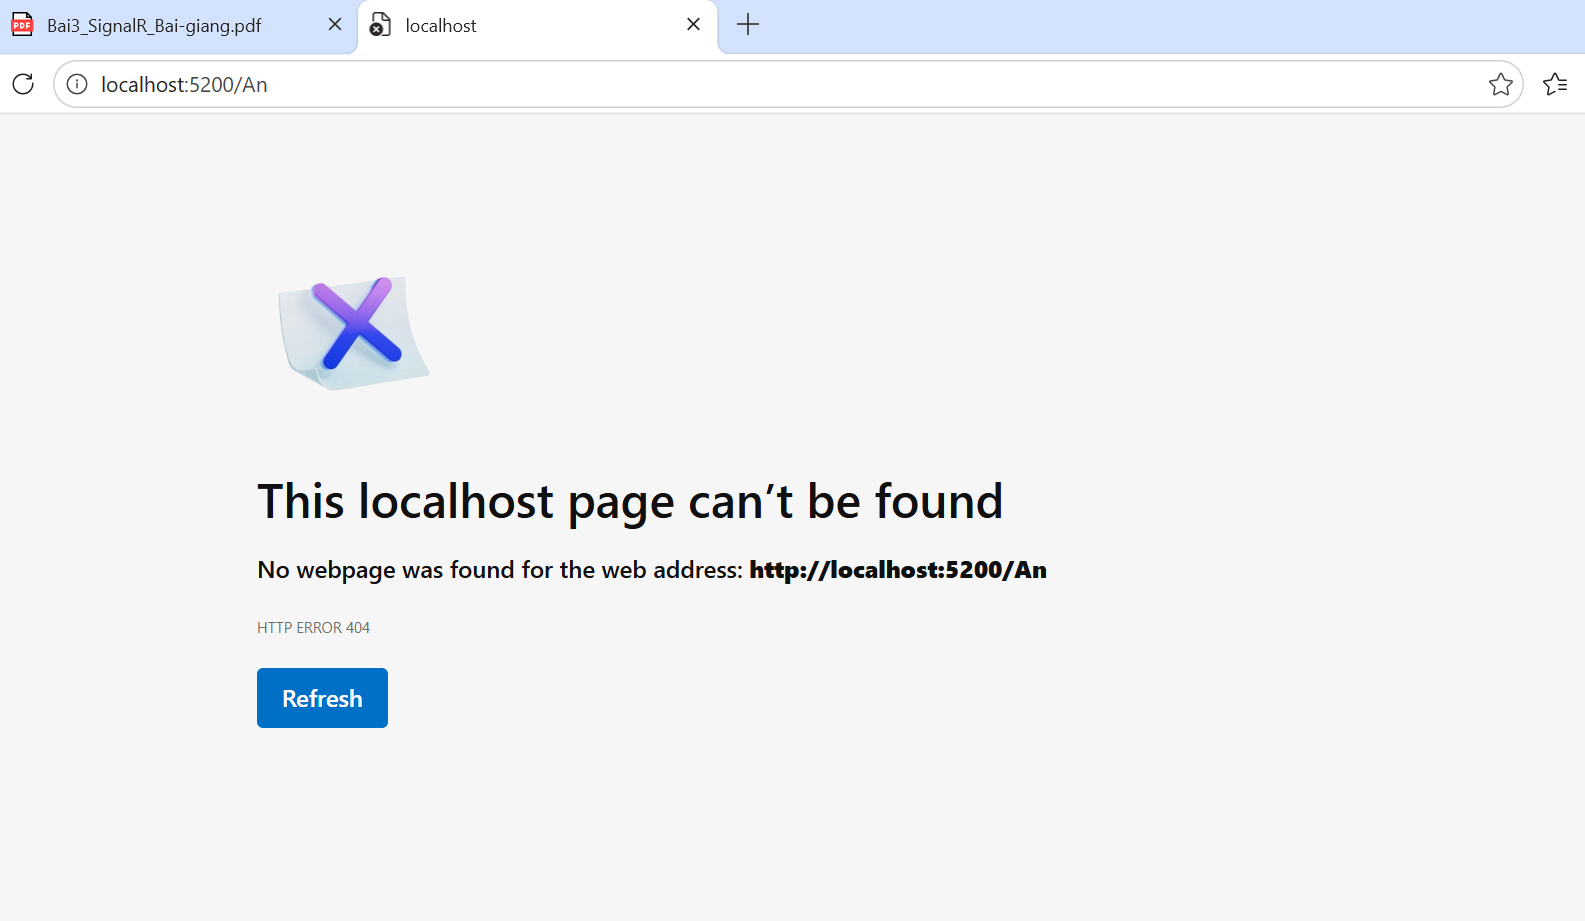 PDF
Bai3_SignalR_Bai-giang.pdf
localhost
localhost:5200/An
This localhost page can’t be found
No webpage was found for the web address: http://localhost:5200/An
HTTP ERROR 404
Refresh